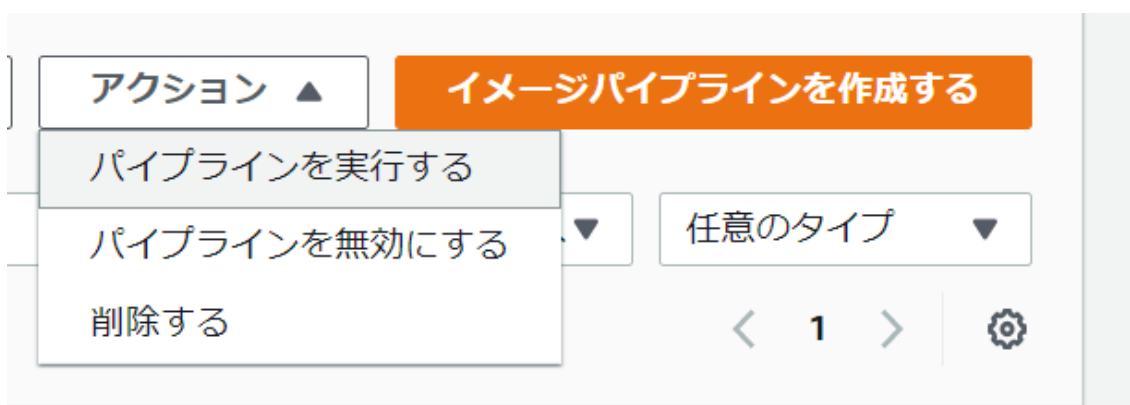 アクション
イメージパイプラインを作成する
パイプラインを実行する
パイプラインを無効にする
任意のタイプ
削除する
1